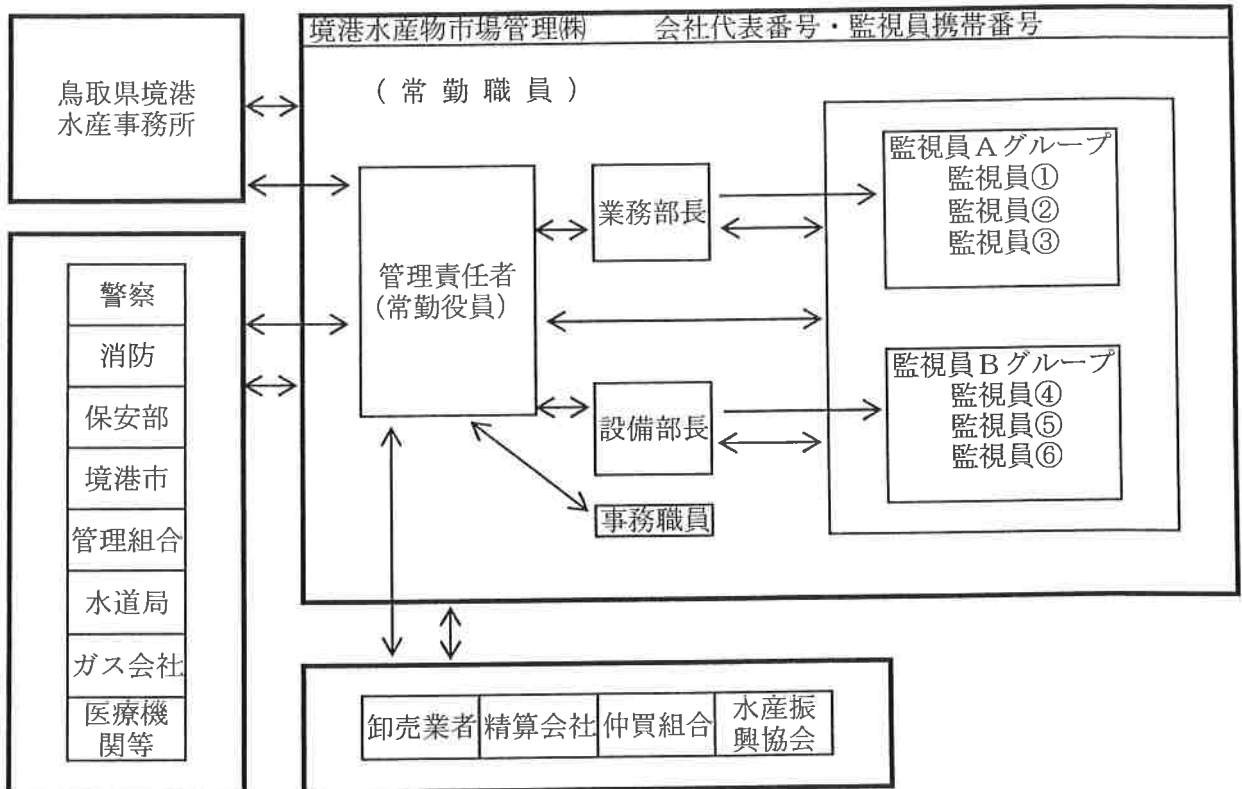 境港水産物市場管理㈱　会社代表番号・監視員携帯番号
鳥取県境港
水産事務所
（常勤職員）
管理責任者
(常勤役員)
業務部長
設備部長
事務職員
監視員Ａグループ
監視員①
監視員②
監視員③
監視員Ｂグループ
監視員④
監視員⑤
監視員⑥
警察
消防
保安部
境港市
管理組合
水道局
ガス会社
医療機
関等
卸売業者
精算会社
仲買組合
水産振
興協会